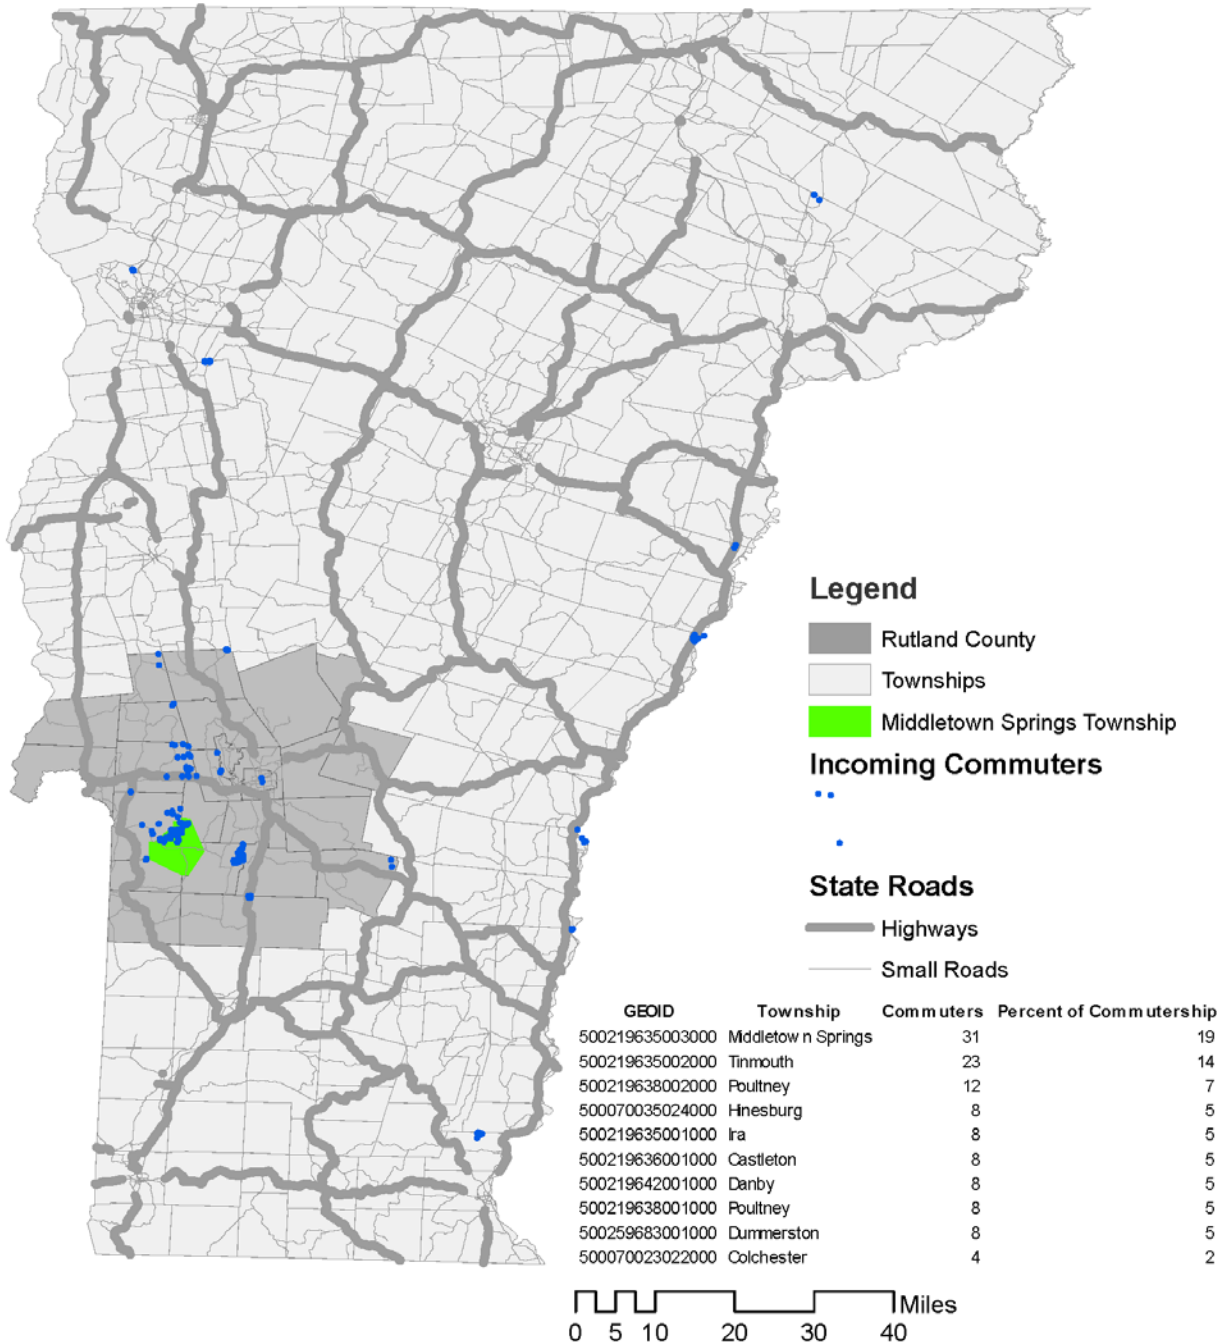 Legend
Rutland County
Townships
Middletown Springs Township
Incoming Commuters
State Roads
Highways
Small Roads
GEOID Township Commuters Percent of Commutership
500219635003000 Middletown Springs 31 19
500219635002000 Tinmouth 23 14
500219638002000 Poultney 12 7
500070035024000 Hinesburg 8 5
500219635001000 Ira 8 5
500219636001000 Castleton 8 5
500219642001000 Danby 8 5
500219638001000 Poultney 8 5
500259683001000 Dummerston 8 5
500070023022000 Colchester 4 2
Miles
0 5 10 20 30 40